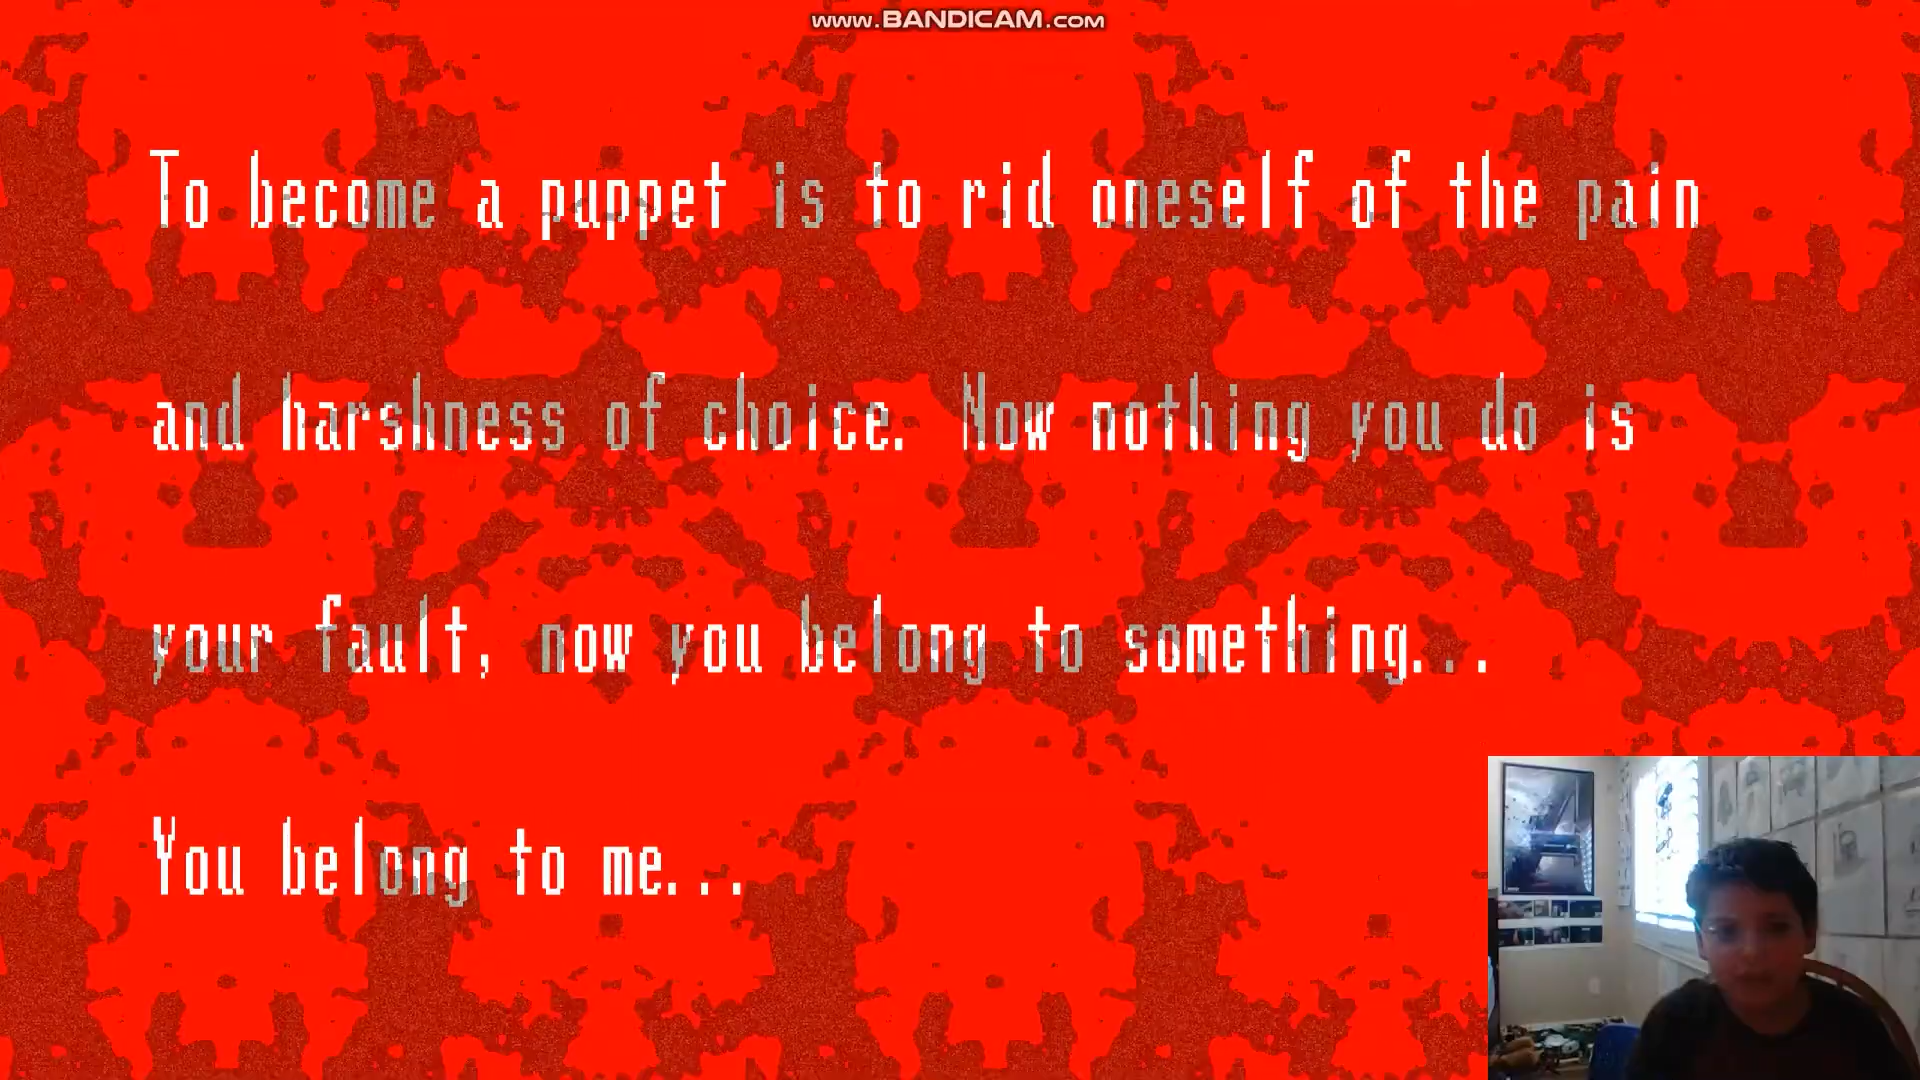 www.BANDICAM.com
To become a puppet is to rid oneself of the pain
and harshness of choice. Now nothing you do is
your fault, now you belong to something...
You belong to me...